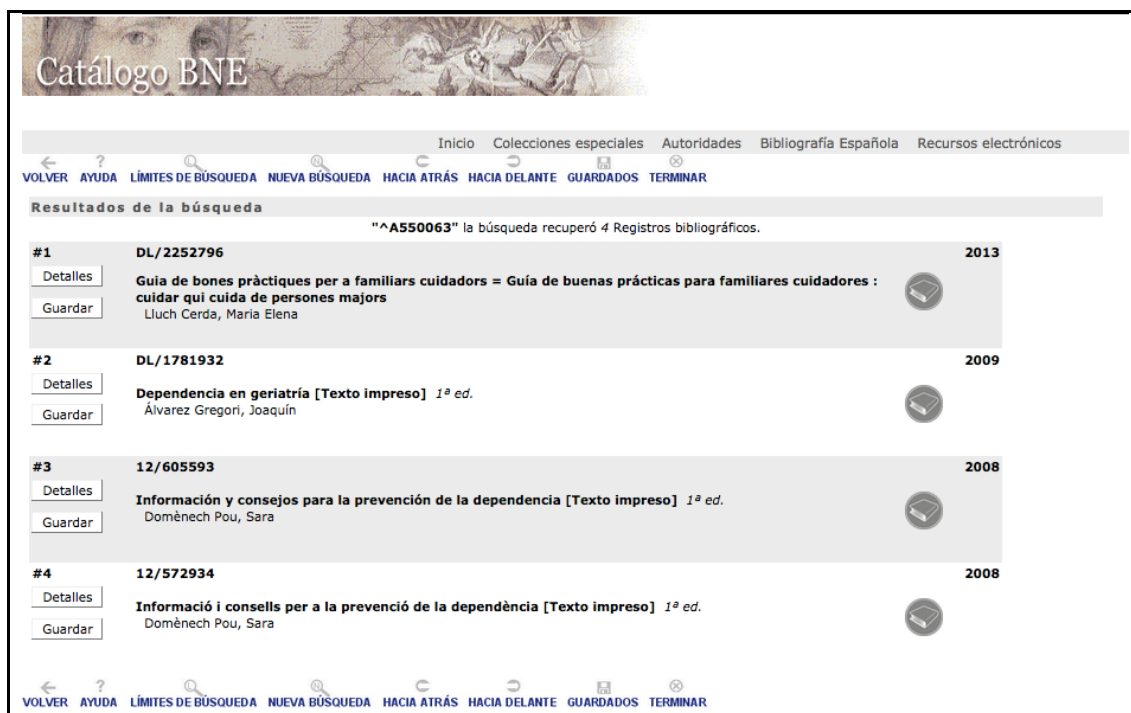 Catálogo BNE
Inicio Colecciones especiales Autoridades Bibliografía Española Recursos electrónicos
VOLVER AYUDA LÍMITES DE BÚSQUEDA NUEVA BÚSQUEDA HACIA ATRÁS HACIA DELANTE GUARDADOS TERMINAR
Resultados de la búsqueda
"^A550063" la búsqueda recuperó 4 Registros bibliográficos.
#1 DL/2252796 2013
Detalles
Guia de bones pràctiques per a familiars cuidadors = Guía de buenas prácticas para familiares cuidadores :
cuidar qui cuida de persones majors
Guardar
Lluch Cerda, Maria Elena
#2 DL/1781932 2009
Detalles
Dependencia en geriatría [Texto impreso] 1ª ed.
Álvarez Gregori, Joaquín
Guardar
#3 12/605593 2008
Detalles
Información y consejos para la prevención de la dependencia [Texto impreso] 1ª ed.
Domènech Pou, Sara
Guardar
#4 12/572934 2008
Detalles
Informació i consells per a la prevenció de la dependència [Texto impreso] 1ª ed.
Domènech Pou, Sara
Guardar
VOLVER AYUDA LÍMITES DE BÚSQUEDA NUEVA BÚSQUEDA HACIA ATRÁS HACIA DELANTE GUARDADOS TERMINAR